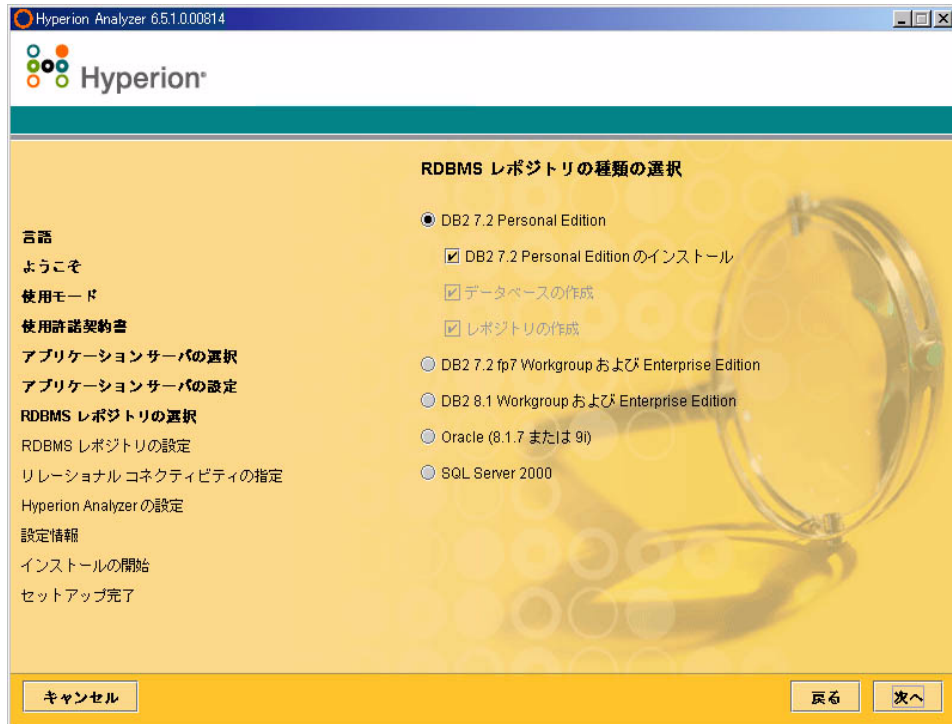 Hyperion Analyzer 6.5.1.0.00814
Hyperion
RDBMS レポジトリの種類の選択
DB2 7.2 Personal Edition
DB2 7.2 Personal Edition のインストール
データベースの作成
レポジトリの作成
DB2 7.2 fp7 Workgroup および Enterprise Edition
DB2 8.1 Workgroup および Enterprise Edition
Oracle (8.1.7 または 9i)
SQL Server 2000
言語
ようこそ
使用モード
使用許諾契約書
アプリケーション サーバの選択
アプリケーション サーバの設定
RDBMS レポジトリの選択
RDBMS レポジトリの設定
リレーショナル コネクティビティの指定
Hyperion Analyzer の設定
設定情報
インストールの開始
セットアップ完了
キャンセル
戻る
次へ